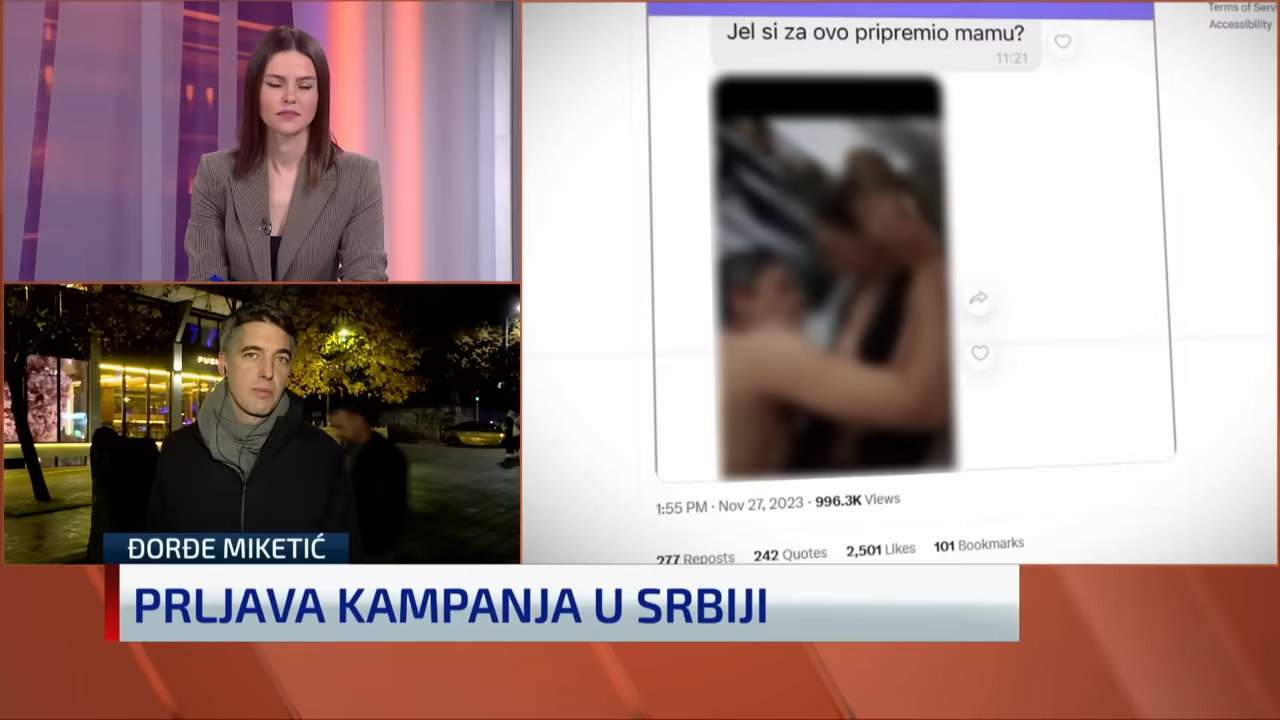 Terms of Serv
Accessibility
Jel si za ovo pripremio mamu?
11:21
1:55 PM · Nov 27, 2023 · 996.3K Views
277 Reposts 242 Quotes 2,501 Likes 101 Bookmarks
ĐORĐE MIKETIĆ
PRLJAVA KAMPANJA U SRBIJI